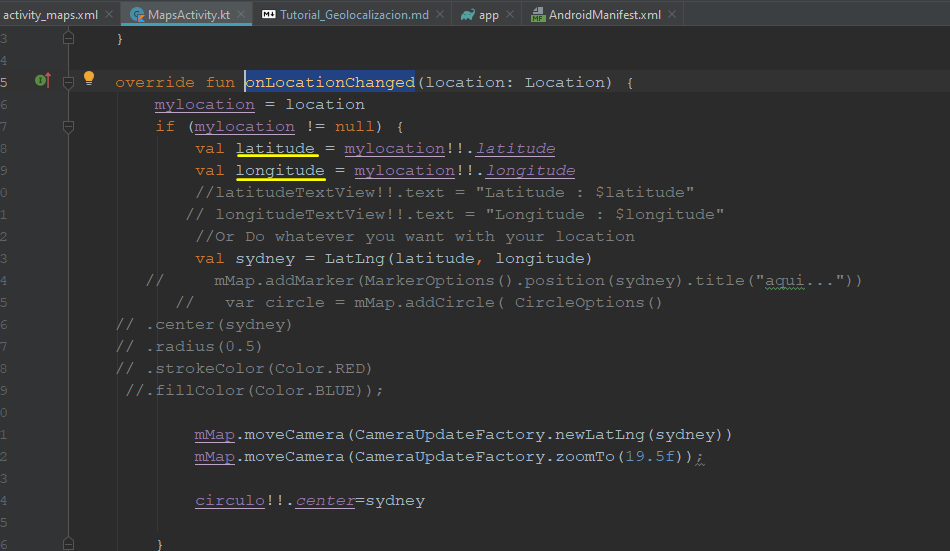 activity_maps.xml × MapsActivity.kt × Tutorial_Geolocalizacion.md × app × AndroidManifest.xml ×
3 }
4
5 override fun onLocationChanged(location: Location) {
6 mylocation = location
7 if (mylocation != null) {
8 val latitude = mylocation!!.latitude
9 val longitude = mylocation!!.longitude
0 //latitudeTextView!!.text = "Latitude : $latitude"
1 // longitudeTextView!!.text = "Longitude : $longitude"
2 //Or Do whatever you want with your location
3 val sydney = LatLng(latitude, longitude)
4 // mMap.addMarker(MarkerOptions().position(sydney).title("aqui..."))
5 // var circle = mMap.addCircle( CircleOptions()
6 // .center(sydney)
7 // .radius(0.5)
8 // .strokeColor(Color.RED)
9 //.fillColor(Color.BLUE));
0
1 mMap.moveCamera(CameraUpdateFactory.newLatLng(sydney))
2 mMap.moveCamera(CameraUpdateFactory.zoomTo(19.5f));
3
4 circulo!!.center=sydney
5
6 }